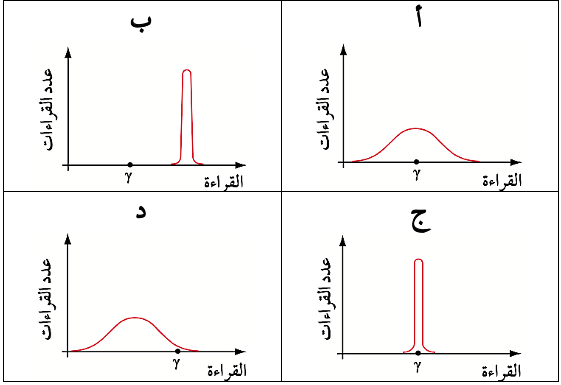 أ
عدد القراءات
γ
القراءة
ب
عدد القراءات
γ
القراءة
ج
عدد القراءات
γ
القراءة
د
عدد القراءات
γ
القراءة